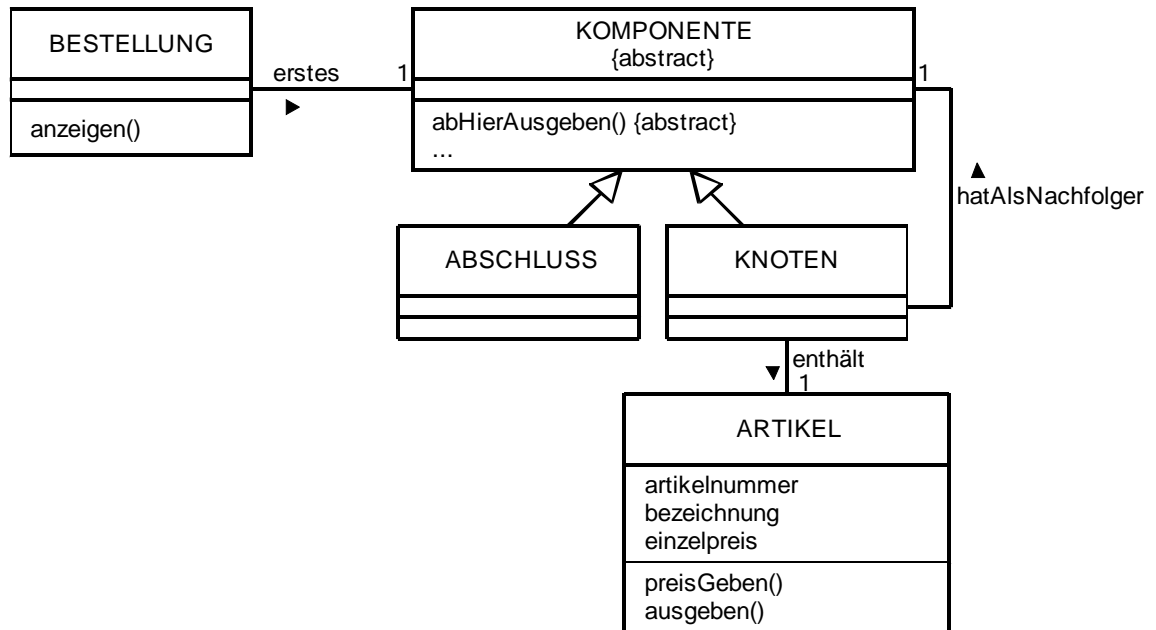 BESTELLUNG
anzeigen()
erstes
1
KOMPONENTE
{abstract}
abHierAusgeben() {abstract}
...
1
hatAlsNachfolger
ABSCHLUSS
KNOTEN
enthält
1
ARTIKEL
artikelnummer
bezeichnung
einzelpreis
preisGeben()
ausgeben()